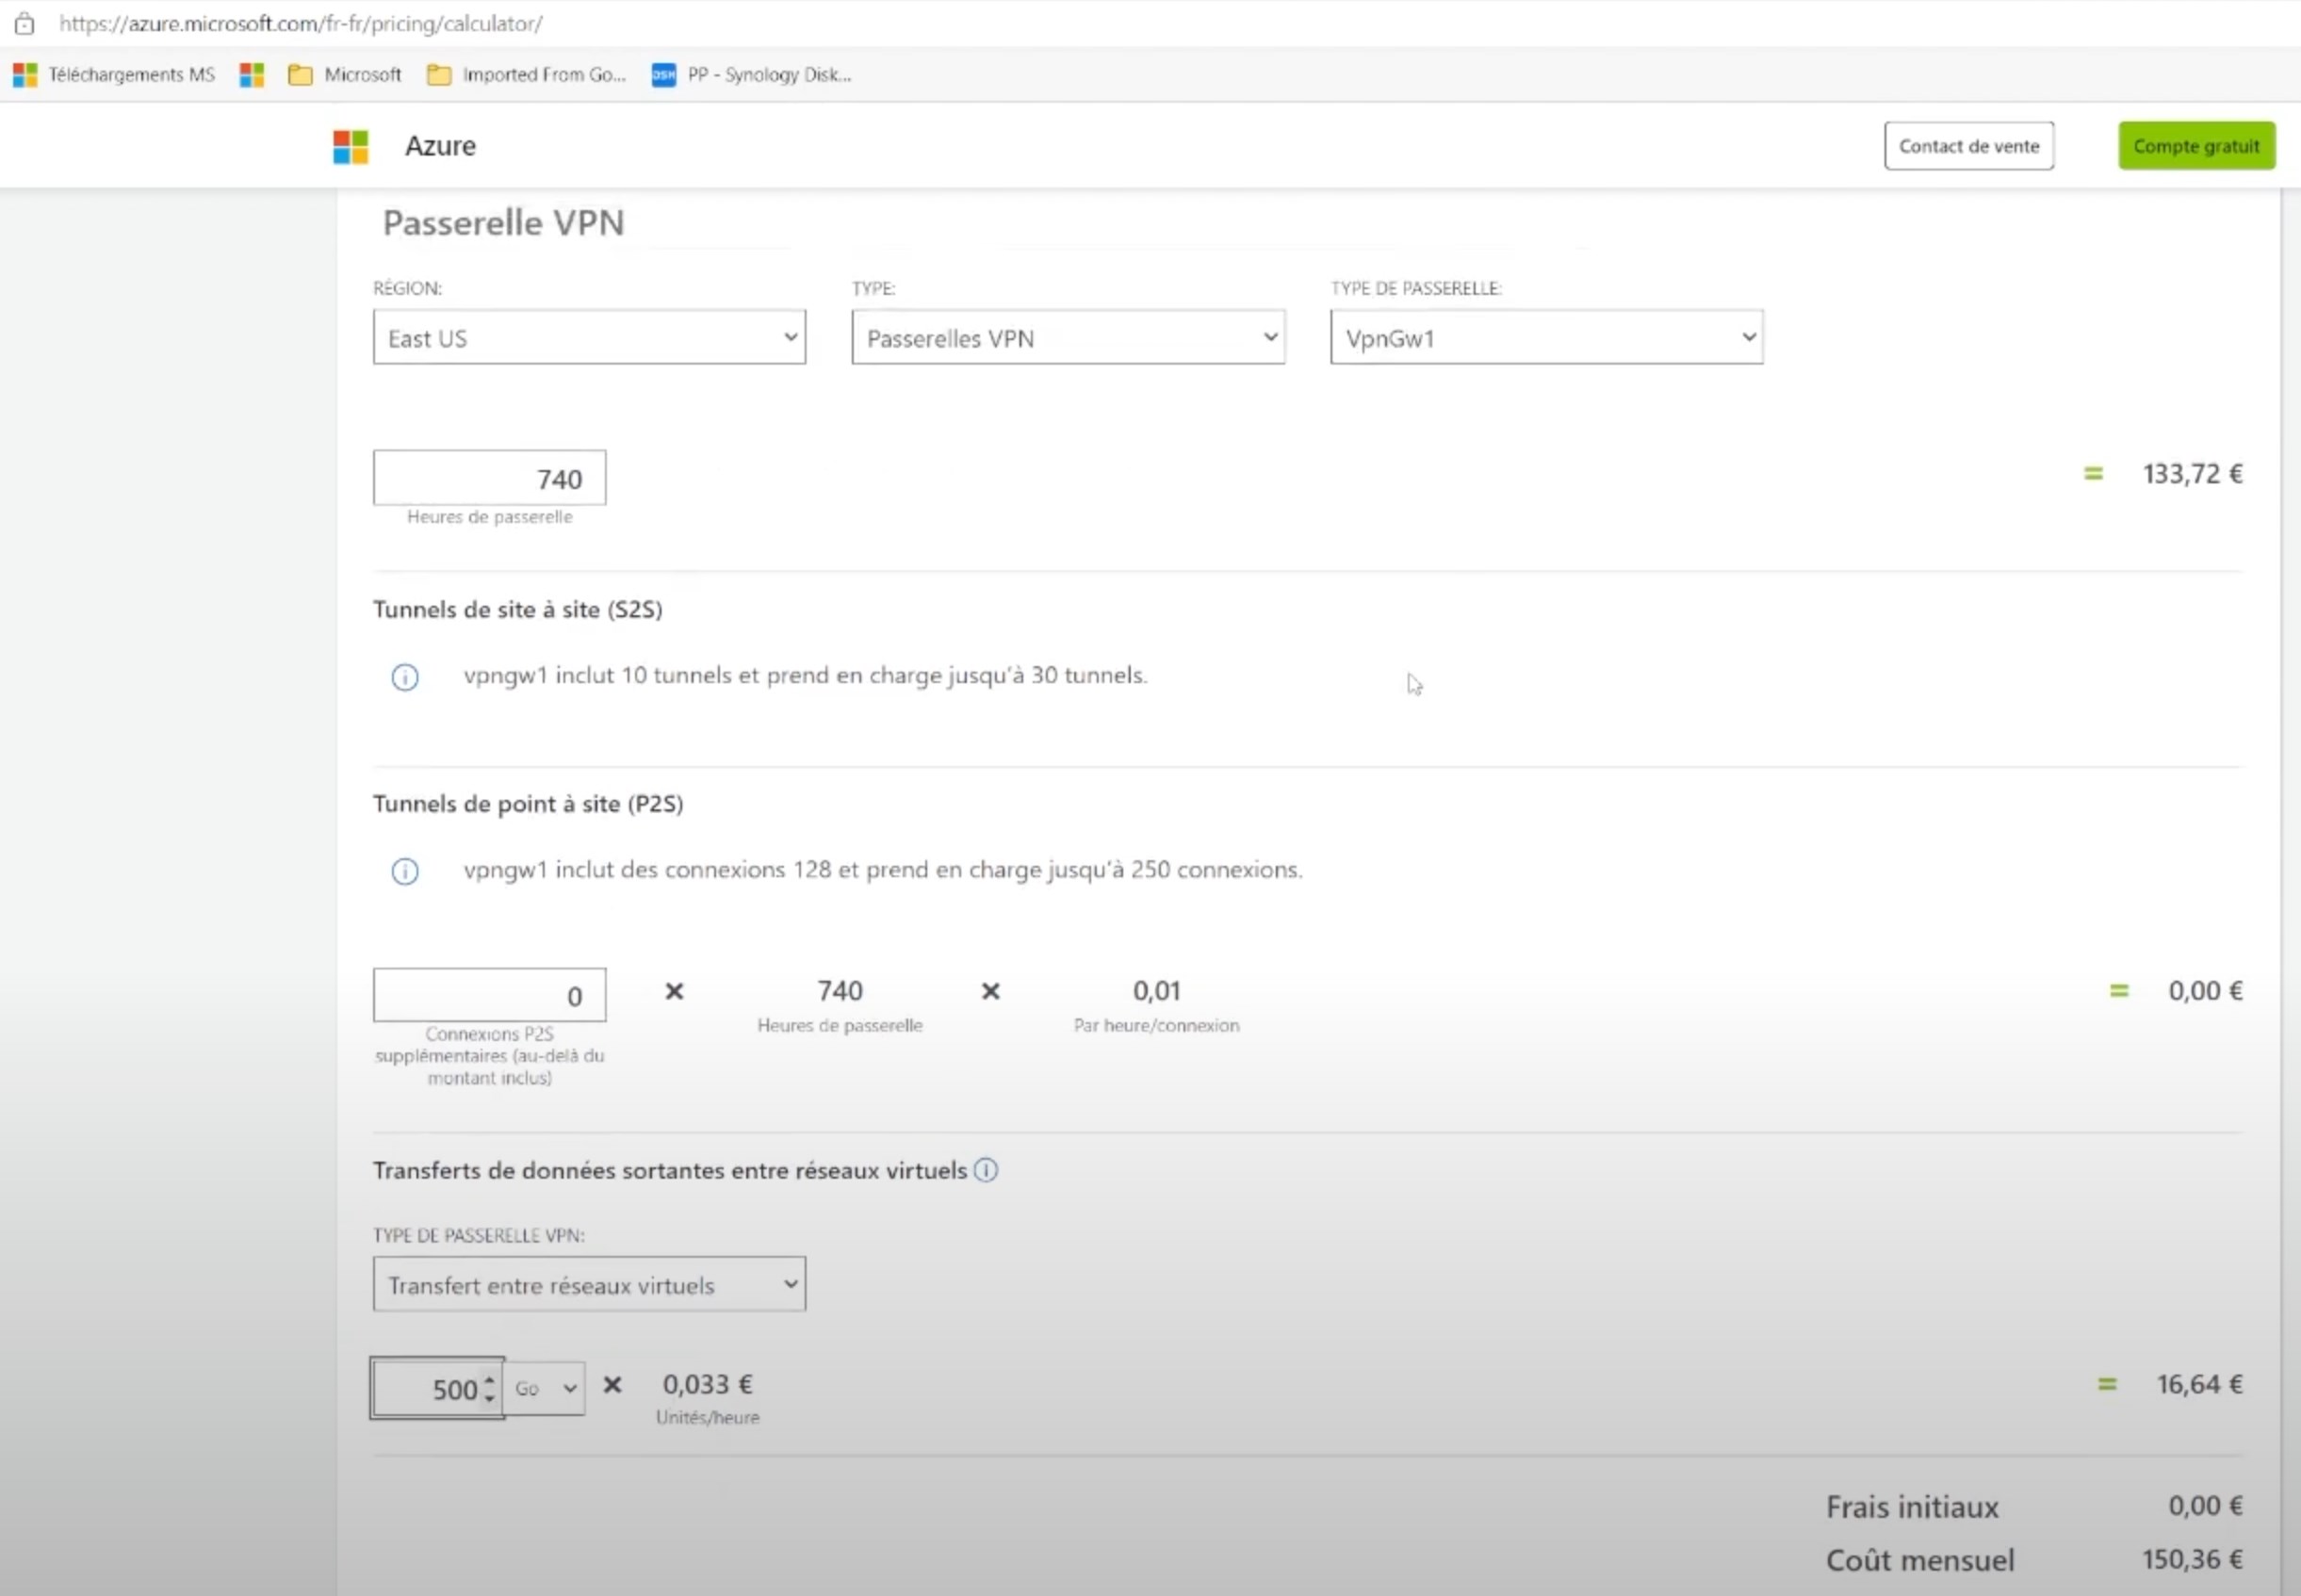 https://azure.microsoft.com/fr-fr/pricing/calculator/
Téléchargements MS Microsoft Imported From Go... DSM PP - Synology Disk...
Azure Contact de vente Compte gratuit
Passerelle VPN
RÉGION: TYPE: TYPE DE PASSERELLE:
East US Passerelles VPN VpnGw1
740 = 133,72 €
Heures de passerelle
Tunnels de site à site (S2S)
vpngw1 inclut 10 tunnels et prend en charge jusqu'à 30 tunnels.
Tunnels de point à site (P2S)
vpngw1 inclut des connexions 128 et prend en charge jusqu'à 250 connexions.
0 × 740 × 0,01 = 0,00 €
Connexions P2S Heures de passerelle Par heure/connexion
supplémentaires (au-delà du
montant inclus)
Transferts de données sortantes entre réseaux virtuels
TYPE DE PASSERELLE VPN:
Transfert entre réseaux virtuels
500 Go × 0,033 € = 16,64 €
Unités/heure
Frais initiaux 0,00 €
Coût mensuel 150,36 €